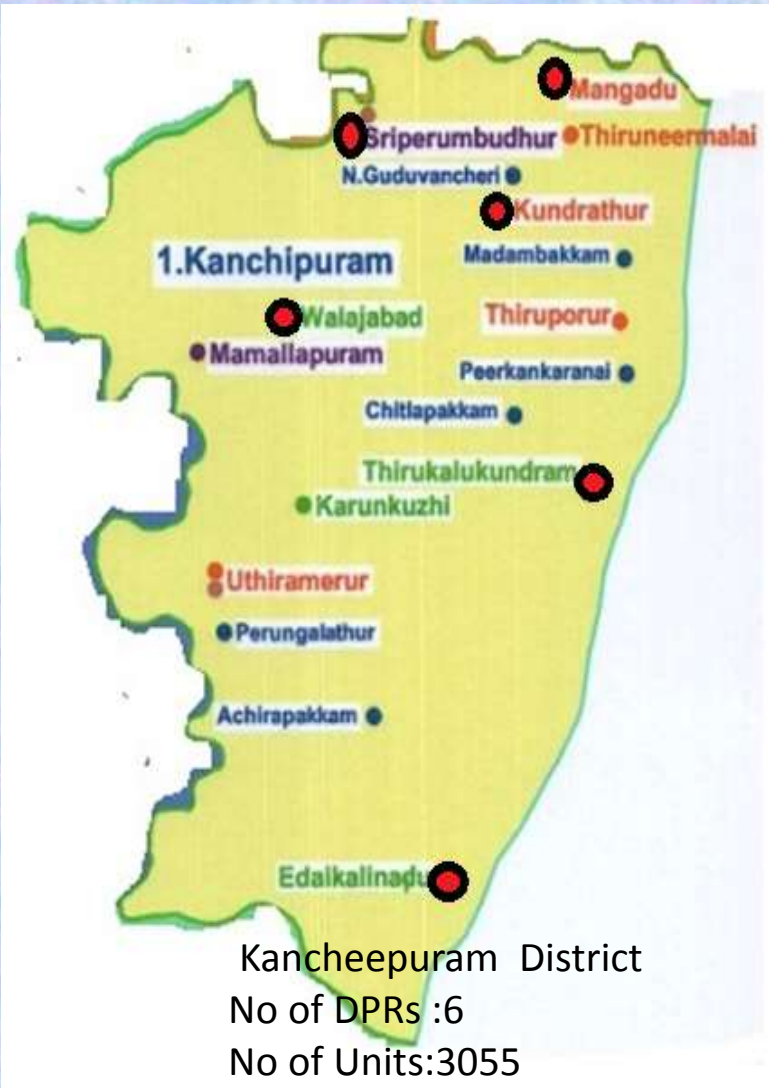 Mangadu
Sriperumbudhur
Thiruneermalai
N.Guduvancheri
Kundrathur
1.Kanchipuram
Madambakkam
Walajabad
Thiruporur
Mamallapuram
Peerkankaranai
Chitlapakkam
Thirukalukundram
Karunkuzhi
Uthiramerur
Perungalathur
Achirapakkam
Edaikalinadu
Kancheepuram District
No of DPRs :6
No of Units:3055